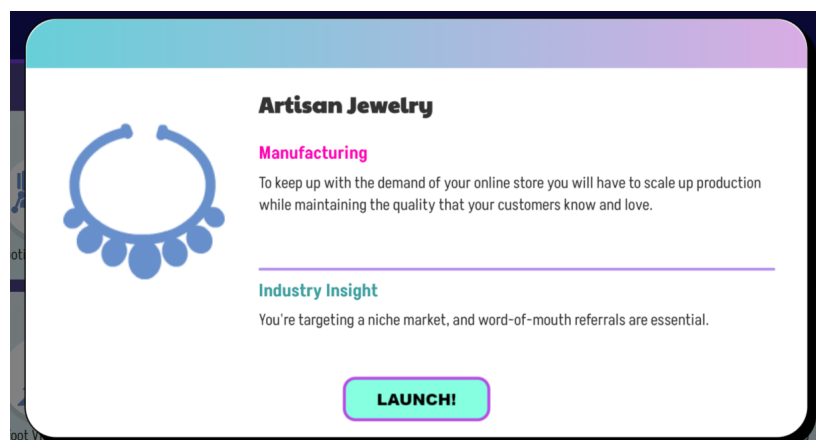 Artisan Jewelry
Manufacturing
To keep up with the demand of your online store you will have to scale up production
while maintaining the quality that your customers know and love.
Industry Insight
You're targeting a niche market, and word-of-mouth referrals are essential.
LAUNCH!